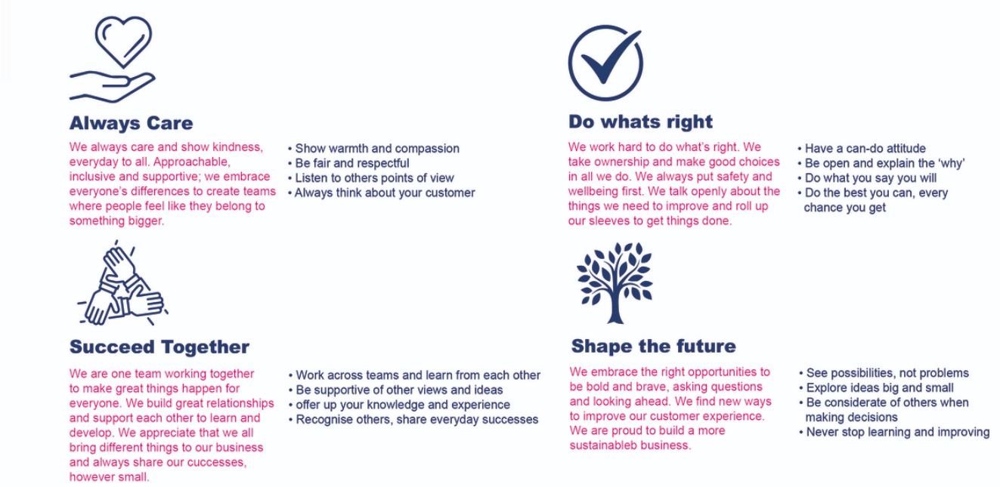 Always Care
We always care and show kindness,
everyday to all. Approachable,
inclusive and supportive; we embrace
everyone's differences to create teams
where people feel like they belong to
something bigger.
• Show warmth and compassion
• Be fair and respectful
• Listen to others points of view
• Always think about your customer
Do whats right
We work hard to do what's right. We
take ownership and make good choices
in all we do. We always put safety and
wellbeing first. We talk openly about the
things we need to improve and roll up
our sleeves to get things done.
• Have a can-do attitude
• Be open and explain the ‘why’
• Do what you say you will
• Do the best you can, every
chance you get
Succeed Together
We are one team working together
to make great things happen for
everyone. We build great relationships
and support each other to learn and
develop. We appreciate that we all
bring different things to our business
and always share our cuccesses,
however small.
• Work across teams and learn from each other
• Be supportive of other views and ideas
• offer up your knowledge and experience
• Recognise others, share everyday successes
Shape the future
We embrace the right opportunities to
be bold and brave, asking questions
and looking ahead. We find new ways
to improve our customer experience.
We are proud to build a more
sustainableb business.
• See possibilities, not problems
• Explore ideas big and small
• Be considerate of others when
making decisions
• Never stop learning and improving